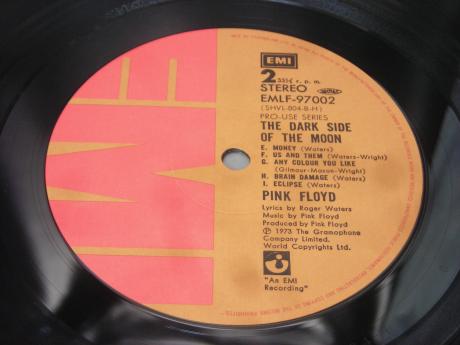 EMI
EMI
2 33⅓ r. p. m.
STEREO
EMLF-97002
(SHVL-804-B-H)
PRO-USE SERIES
THE DARK SIDE
OF THE MOON
E. MONEY (Waters)
F. US AND THEM (Waters-Wright)
G. ANY COLOUR YOU LIKE
(Gilmour-Mason-Wright)
H. BRAIN DAMAGE (Waters)
I. ECLIPSE (Waters)
PINK FLOYD
Lyrics by Roger Waters
Music by Pink Floyd
Produced by Pink Floyd
Ⓟ 1973 The Gramophone
Company Limited.
World Copyrights Ltd.
"An EMI
Recording"